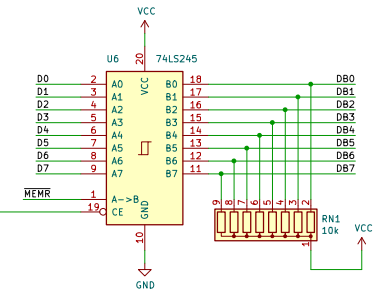 VCC
U6 74LS245
20
VCC
D0 2 A0 B0 18 DB0
D1 3 A1 B1 17 DB1
D2 4 A2 B2 16 DB2
D3 5 A3 B3 15 DB3
D4 6 A4 B4 14 DB4
D5 7 A5 B5 13 DB5
D6 8 A6 B6 12 DB6
D7 9 A7 B7 11 DB7
MEMR 1 A->B
19 CE
GND
10
GND
9 8 7 6 5 4 3 2
RN1
10k
1
VCC